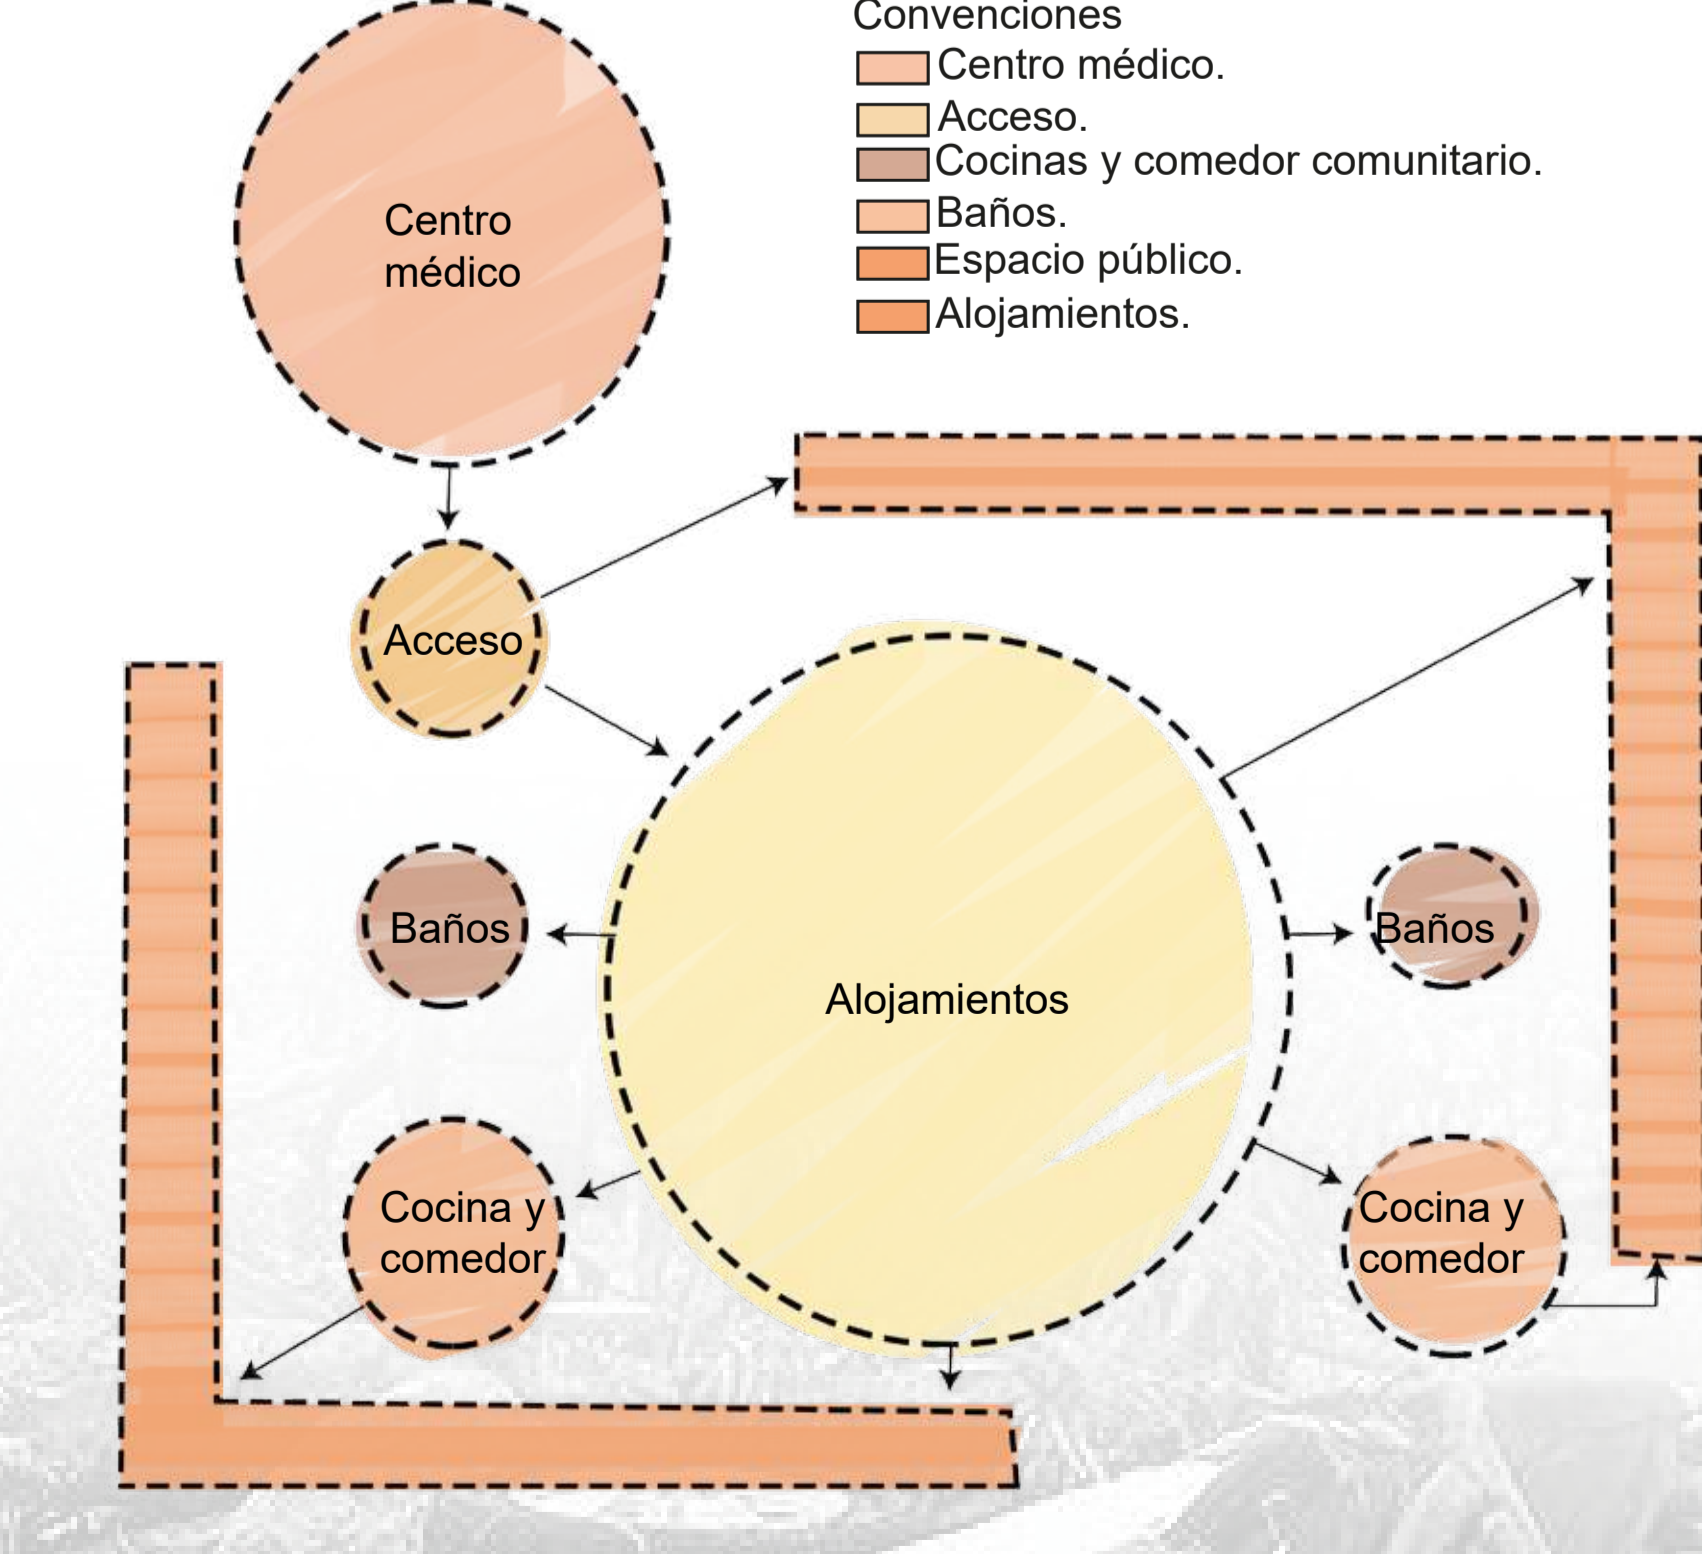 Convenciones
Centro médico.
Acceso.
Cocinas y comedor comunitario.
Baños.
Espacio público.
Alojamientos.
Centro
médico
Acceso
Baños
Baños
Alojamientos
Cocina y
comedor
Cocina y
comedor